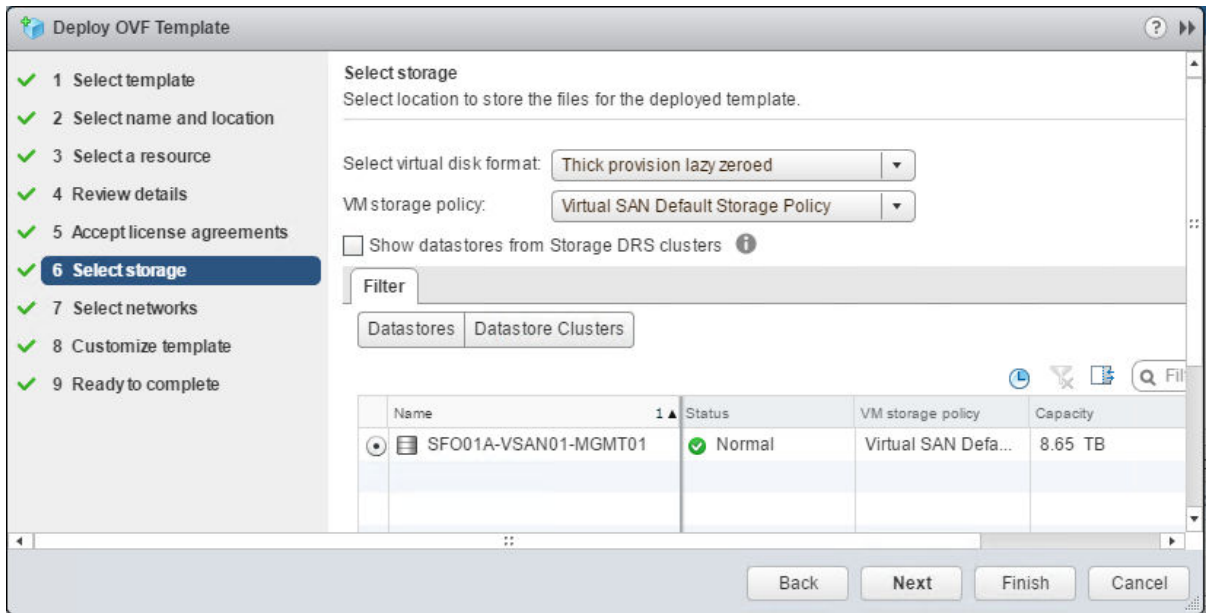 Deploy OVF Template
1 Select template
2 Select name and location
3 Select a resource
4 Review details
5 Accept license agreements
6 Select storage
7 Select networks
8 Customize template
9 Ready to complete
Select storage
Select location to store the files for the deployed template.
Select virtual disk format: Thick provision lazy zeroed
VM storage policy: Virtual SAN Default Storage Policy
Show datastores from Storage DRS clusters
Filter
Datastores Datastore Clusters
Fil
Name 1 Status VM storage policy Capacity
SFO01A-VSAN01-MGMT01 Normal Virtual SAN Defa... 8.65 TB
Back Next Finish Cancel